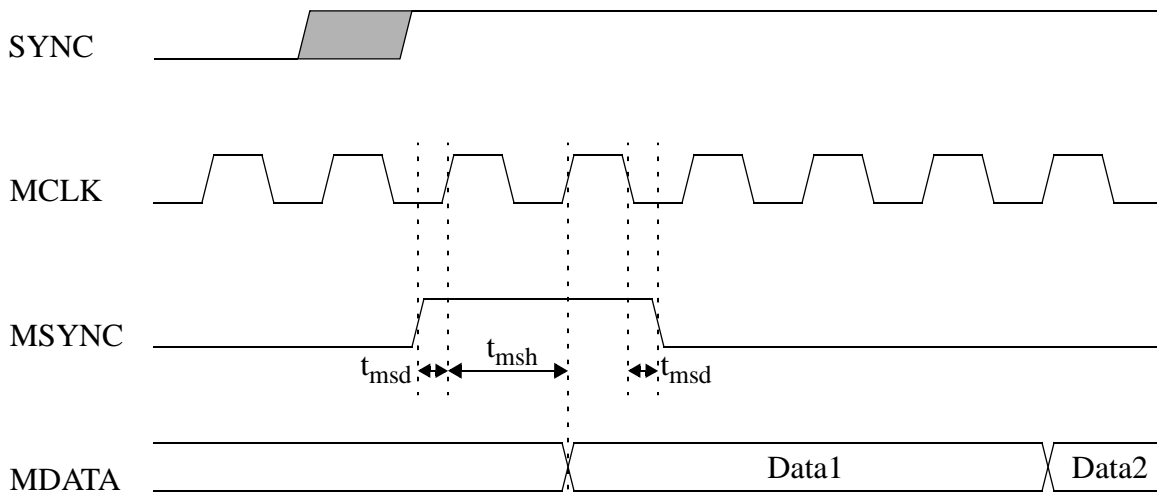 SYNC
MCLK
MSYNC
tmsd tmsh tmsd
MDATA Data1 Data2